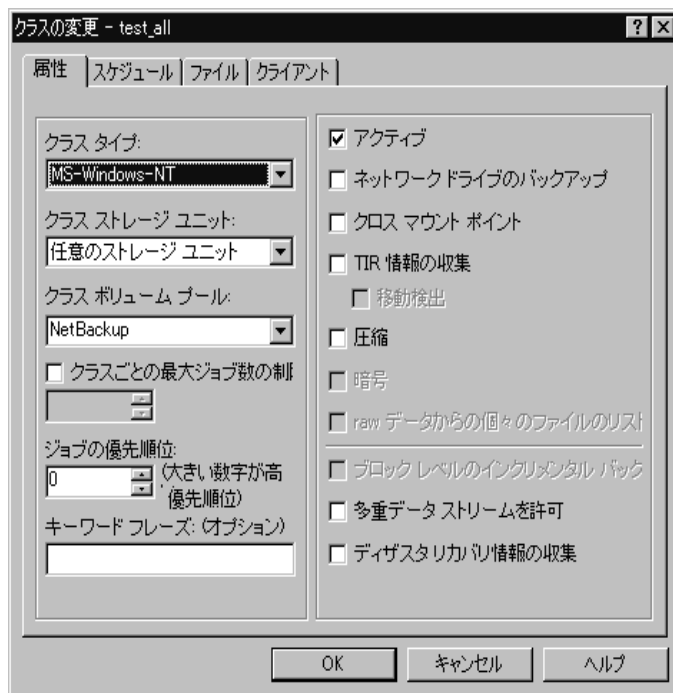 クラスの変更 - test_all
属性
スケジュール
ファイル
クライアント
クラス タイプ:
MS-Windows-NT
クラス ストレージ ユニット:
任意のストレージ ユニット
クラス ボリューム プール:
NetBackup
クラスごとの最大ジョブ数の制
ジョブの優先順位:
0
(大きい数字が高
優先順位)
キーワード フレーズ: (オプション)
アクティブ
ネットワーク ドライブのバックアップ
クロス マウント ポイント
TIR 情報の収集
移動検出
圧縮
暗号
raw データからの個々のファイルのリスト
ブロック レベルのインクリメンタル バック
多重データ ストリームを許可
ディザスタ リカバリ情報の収集
OK
キャンセル
ヘルプ